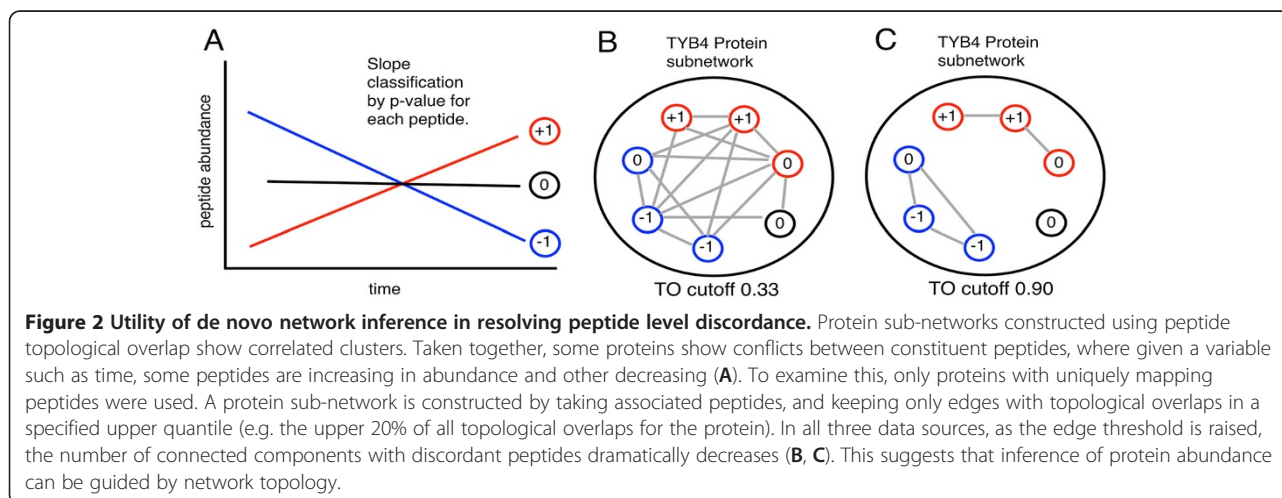 A
Slope
classification
by p-value for
each peptide.
peptide abundance
+1
0
-1
time
B
TYB4 Protein
subnetwork
+1
+1
0
0
-1
0
-1
TO cutoff 0.33
C
TYB4 Protein
subnetwork
+1
+1
0
0
-1
0
-1
TO cutoff 0.90
Figure 2 Utility of de novo network inference in resolving peptide level discordance. Protein sub-networks constructed using peptide
topological overlap show correlated clusters. Taken together, some proteins show conflicts between constituent peptides, where given a variable
such as time, some peptides are increasing in abundance and other decreasing (A). To examine this, only proteins with uniquely mapping
peptides were used. A protein sub-network is constructed by taking associated peptides, and keeping only edges with topological overlaps in a
specified upper quantile (e.g. the upper 20% of all topological overlaps for the protein). In all three data sources, as the edge threshold is raised,
the number of connected components with discordant peptides dramatically decreases (B, C). This suggests that inference of protein abundance
can be guided by network topology.